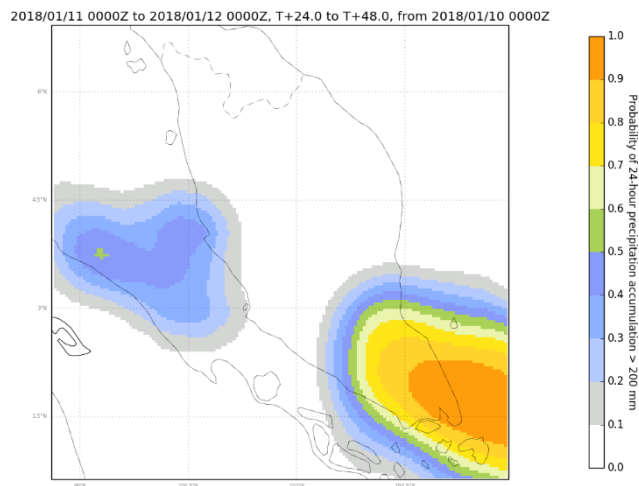 2018/01/11 0000Z to 2018/01/12 0000Z, T+24.0 to T+48.0, from 2018/01/10 0000Z
6°N
4.5°N
3°N
1.5°N
1.0
0.9
0.8
0.7
0.6
0.5
0.4
0.3
0.2
0.1
0.0
Probability of 24-hour precipitation accumulation > 200 mm